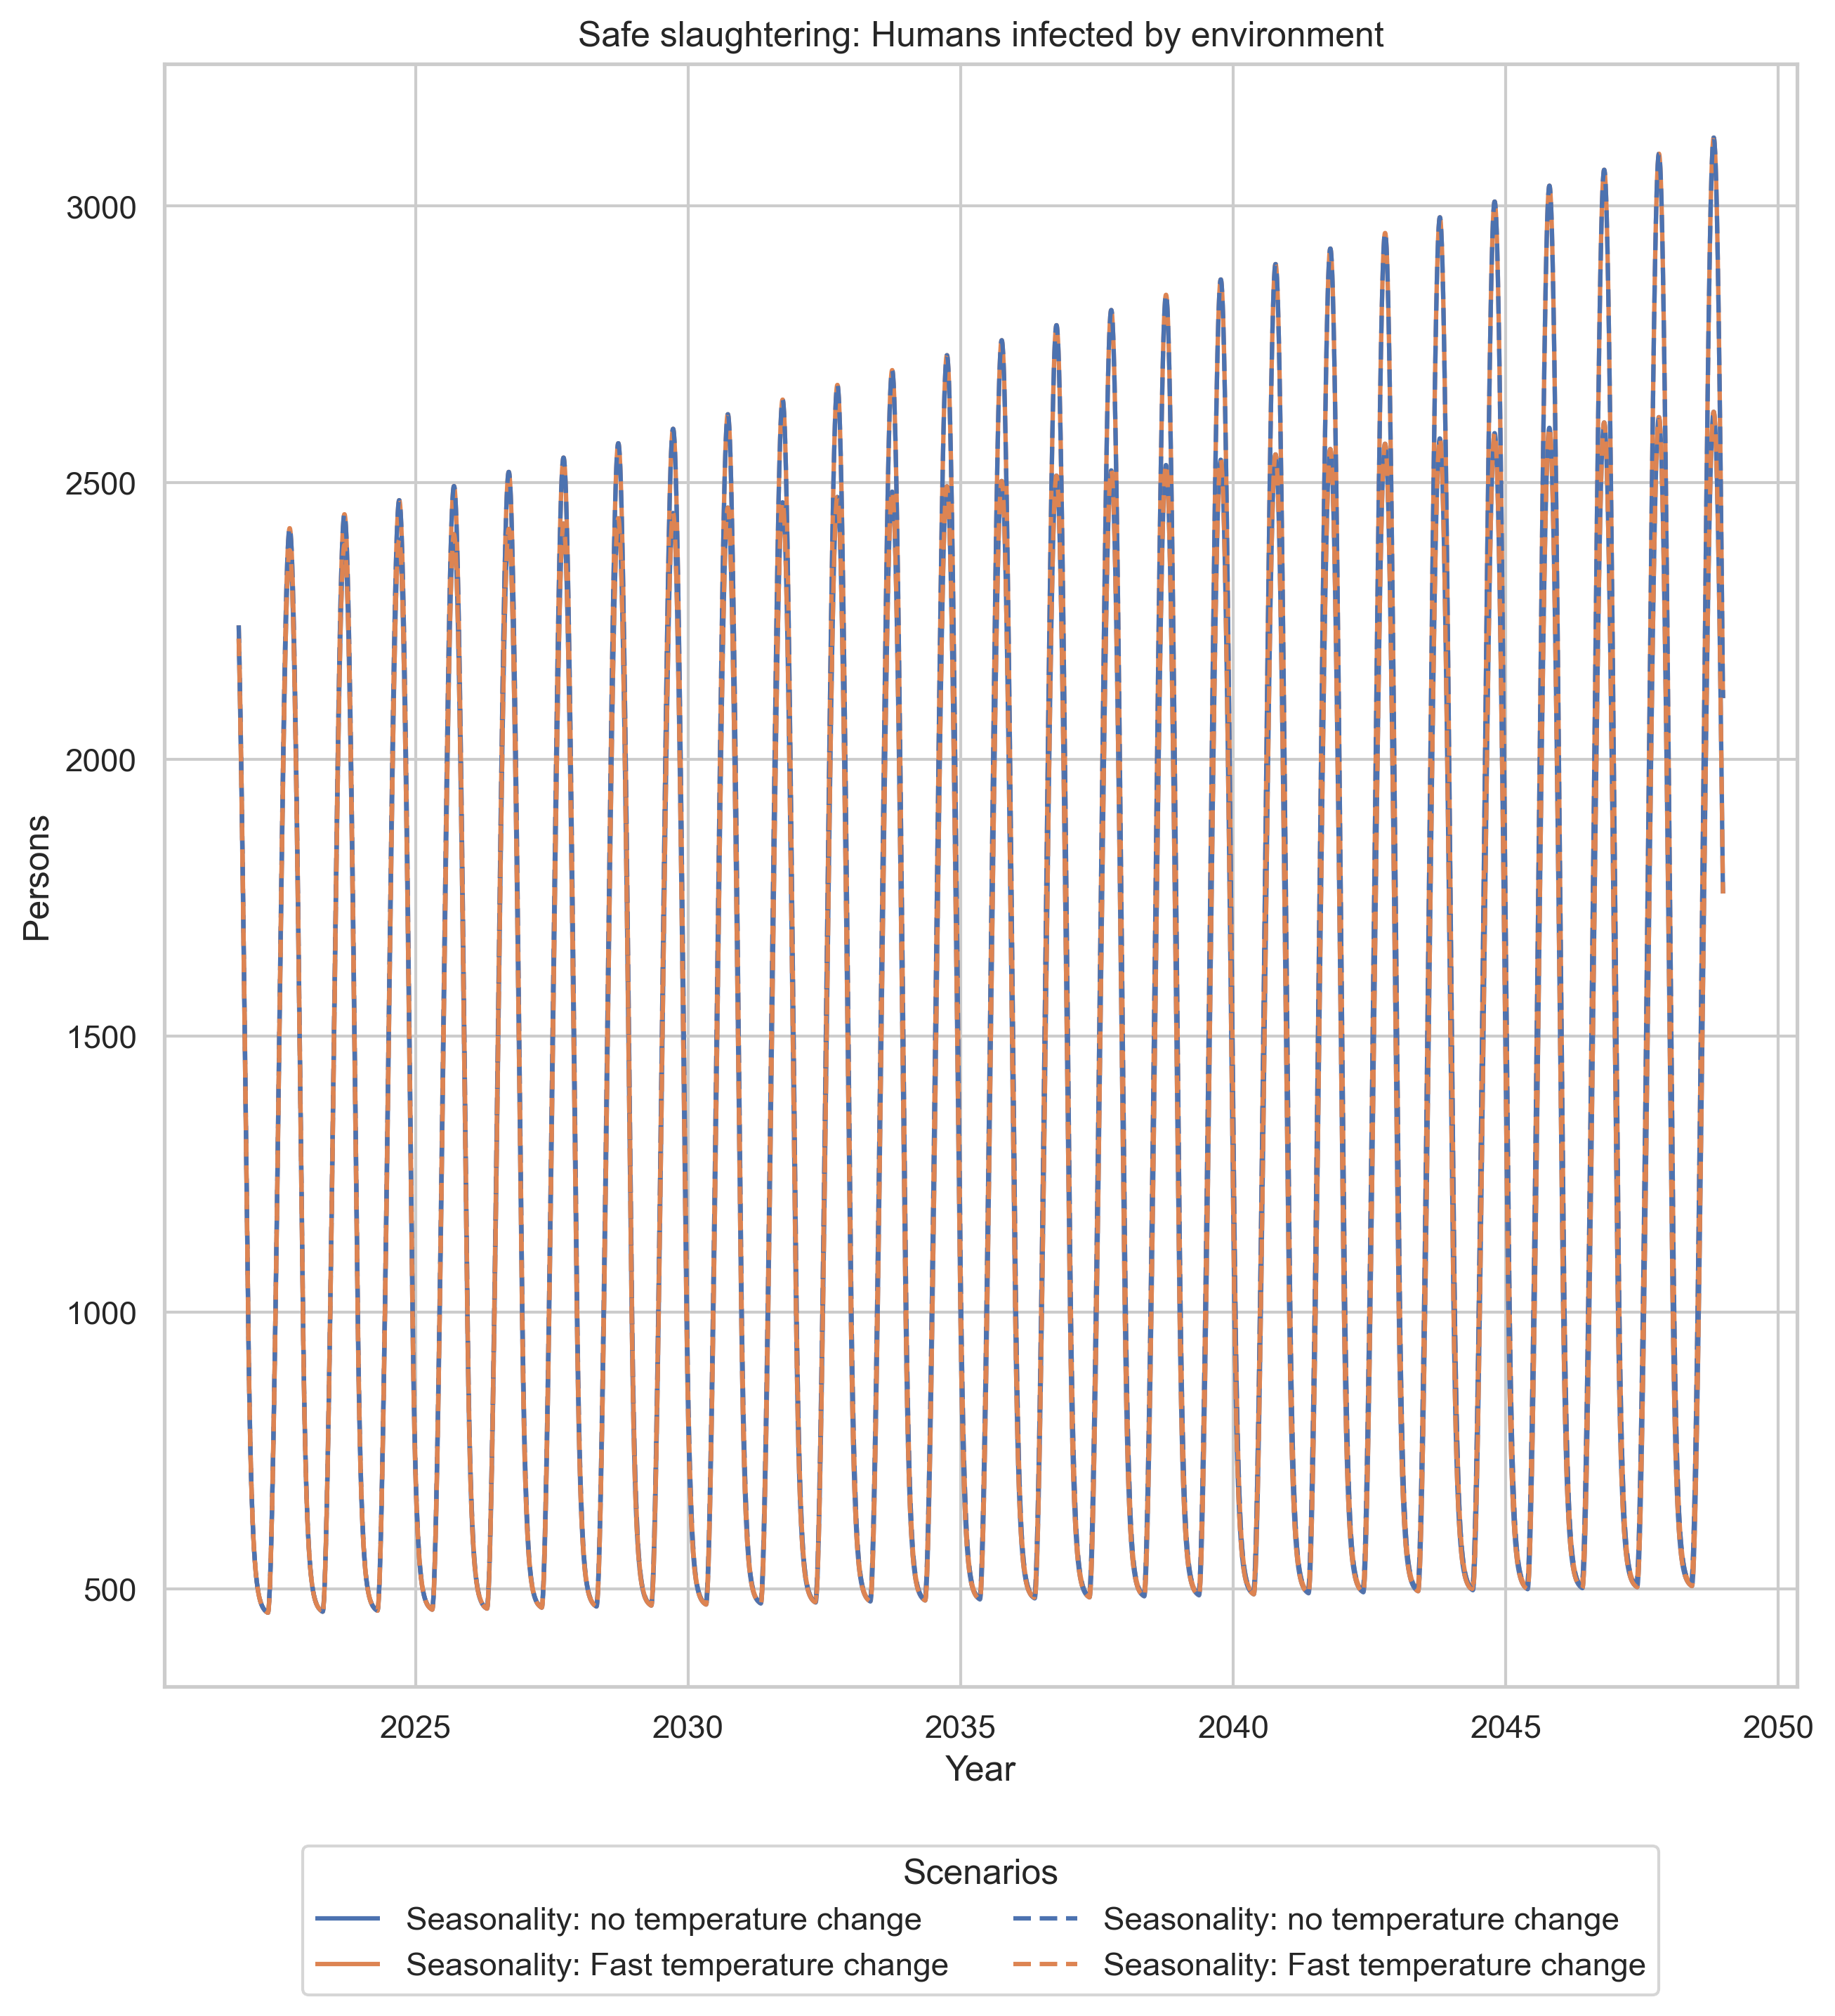 Safe slaughtering: Humans infected by environment
3000
2500
2000
1500
1000
500
Persons
2025 2030 2035 2040 2045 2050
Year
Scenarios
Seasonality: no temperature change Seasonality: no temperature change
Seasonality: Fast temperature change Seasonality: Fast temperature change